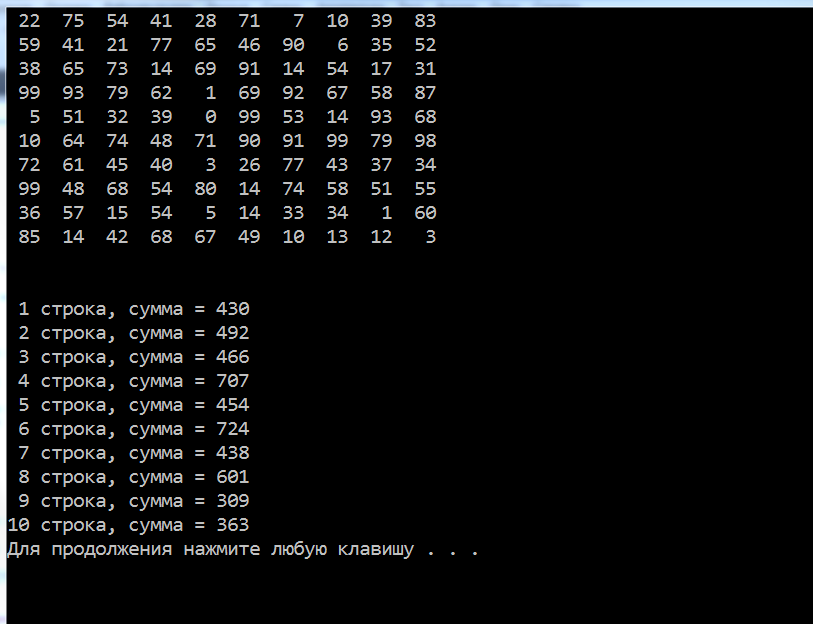 22 75 54 41 28 71 7 10 39 83
59 41 21 77 65 46 90 6 35 52
38 65 73 14 69 91 14 54 17 31
99 93 79 62 1 69 92 67 58 87
5 51 32 39 0 99 53 14 93 68
10 64 74 48 71 90 91 99 79 98
72 61 45 40 3 26 77 43 37 34
99 48 68 54 80 14 74 58 51 55
36 57 15 54 5 14 33 34 1 60
85 14 42 68 67 49 10 13 12 3
1 строка, сумма = 430
2 строка, сумма = 492
3 строка, сумма = 466
4 строка, сумма = 707
5 строка, сумма = 454
6 строка, сумма = 724
7 строка, сумма = 438
8 строка, сумма = 601
9 строка, сумма = 309
10 строка, сумма = 363
Для продолжения нажмите любую клавишу . . .